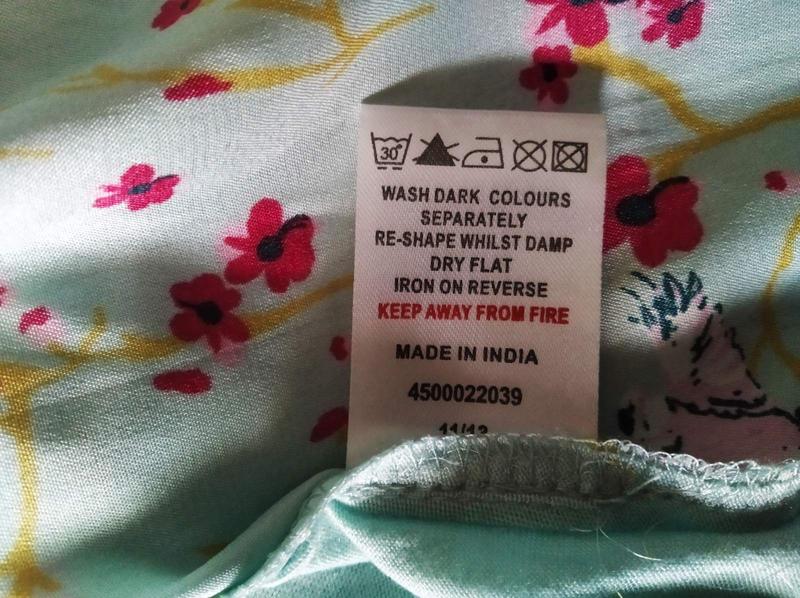 30°
WASH DARK COLOURS
SEPARATELY
RE-SHAPE WHILST DAMP
DRY FLAT
IRON ON REVERSE
KEEP AWAY FROM FIRE
MADE IN INDIA
4500022039